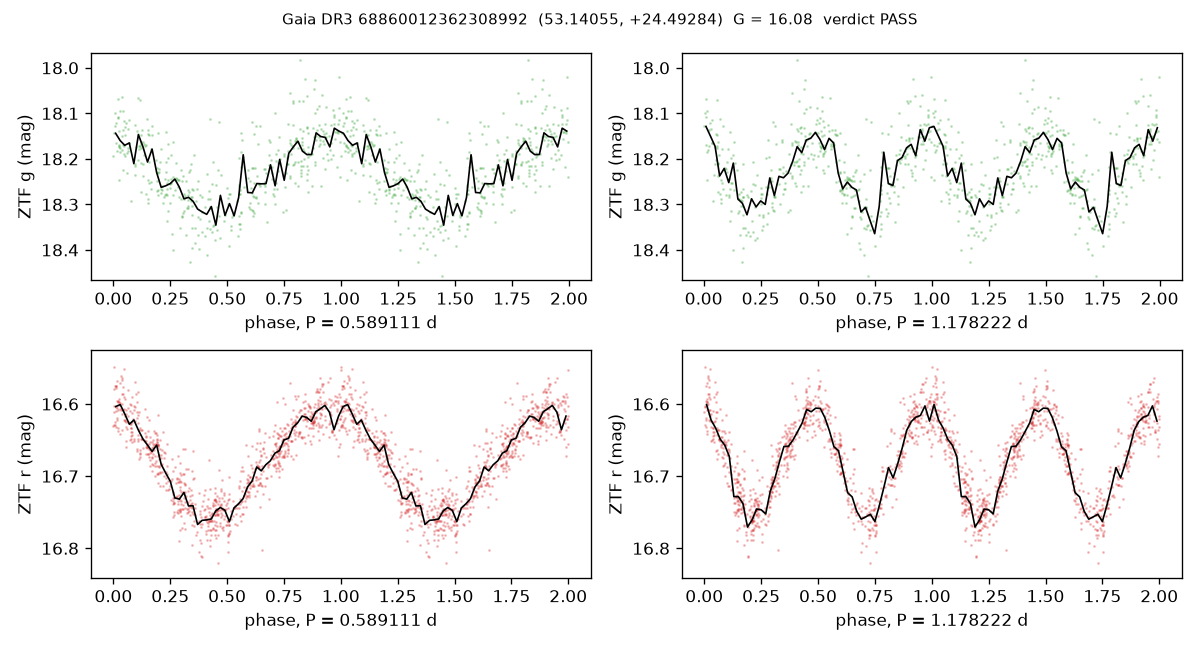 Gaia DR3 68860012362308992 (53.14055, +24.49284) G = 16.08 verdict PASS
ZTF g (mag)
18.0
18.1
18.2
18.3
18.4
0.00 0.25 0.50 0.75 1.00 1.25 1.50 1.75 2.00
phase, P = 0.589111 d
ZTF g (mag)
18.0
18.1
18.2
18.3
18.4
0.00 0.25 0.50 0.75 1.00 1.25 1.50 1.75 2.00
phase, P = 1.178222 d
ZTF r (mag)
16.6
16.7
16.8
0.00 0.25 0.50 0.75 1.00 1.25 1.50 1.75 2.00
phase, P = 0.589111 d
ZTF r (mag)
16.6
16.7
16.8
0.00 0.25 0.50 0.75 1.00 1.25 1.50 1.75 2.00
phase, P = 1.178222 d